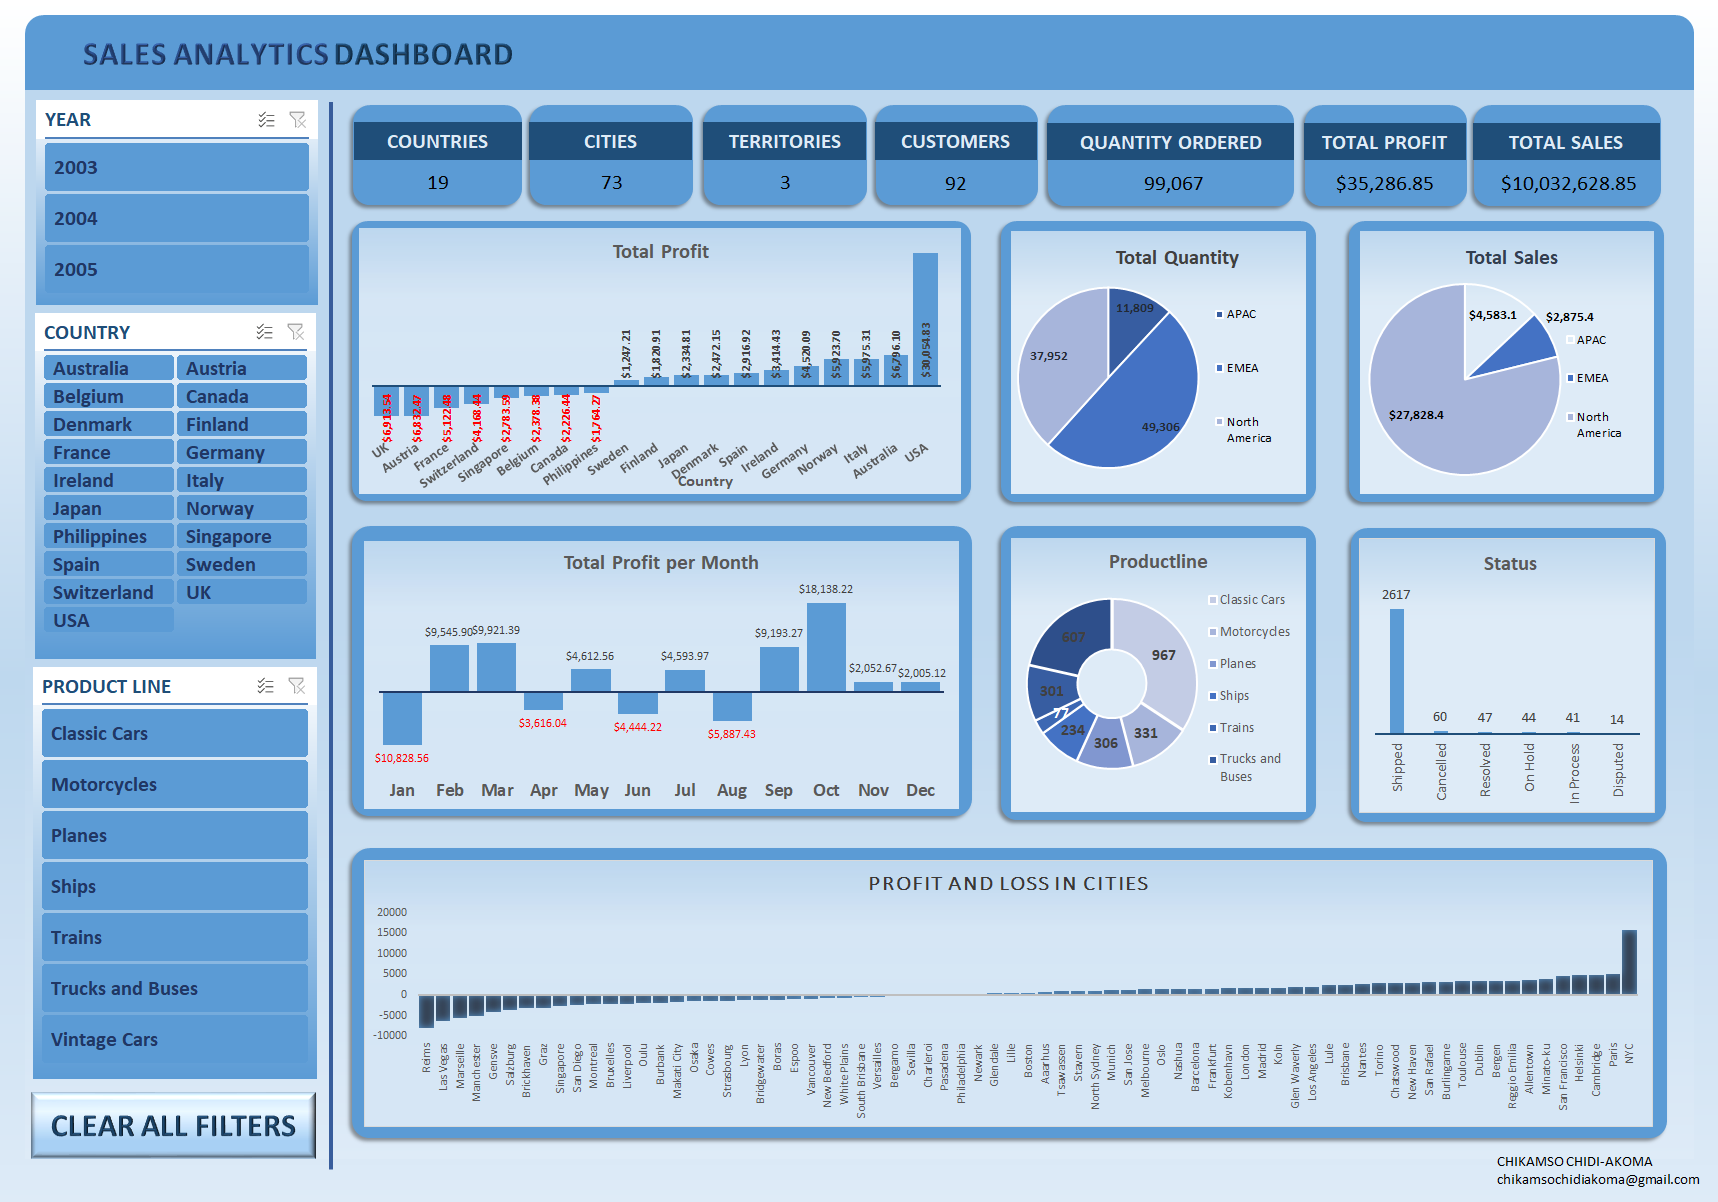 SALES ANALYTICS DASHBOARD
YEAR
2003
2004
2005
COUNTRY
Australia Austria
Belgium Canada
Denmark Finland
France Germany
Ireland Italy
Japan Norway
Philippines Singapore
Spain Sweden
Switzerland UK
USA
PRODUCT LINE
Classic Cars
Motorcycles
Planes
Ships
Trains
Trucks and Buses
Vintage Cars
CLEAR ALL FILTERS
COUNTRIES
19
CITIES
73
TERRITORIES
3
CUSTOMERS
92
QUANTITY ORDERED
99,067
TOTAL PROFIT
$35,286.85
TOTAL SALES
$10,032,628.85
Total Profit
$6,913.54 $6,832.47 $5,122.48 $4,168.44 $2,783.59 $2,378.38 $2,226.44 $1,764.27 $1,247.21 $1,820.91 $2,334.81 $2,472.15 $2,916.92 $3,414.43 $4,520.09 $5,923.70 $5,975.31 $6,796.10 $30,054.83
UK Austria France Switzerland Singapore Belgium Canada Philippines Sweden Finland Japan Denmark Spain Ireland Germany Norway Italy Australia USA
Country
Total Quantity
11,809
37,952
49,306
APAC
EMEA
North
America
Total Sales
$4,583.1
$2,875.4
$27,828.4
APAC
EMEA
North
America
Total Profit per Month
$10,828.56 $9,545.90 $9,921.39 $3,616.04 $4,612.56 $4,444.22 $4,593.97 $5,887.43 $9,193.27 $18,138.22 $2,052.67 $2,005.12
Jan Feb Mar Apr May Jun Jul Aug Sep Oct Nov Dec
Productline
607
967
301
77
234
306
331
Classic Cars
Motorcycles
Planes
Ships
Trains
Trucks and
Buses
Status
2617 60 47 44 41 14
Shipped Cancelled Resolved On Hold In Process Disputed
PROFIT AND LOSS IN CITIES
20000
15000
10000
5000
0
-5000
-10000
Reims Las Vegas Marseille Manchester Gensve Salzburg Brickhaven Graz Singapore San Diego Montreal Bruxelles Liverpool Oulu Burbank Makati City Osaka Cowes Strasbourg Lyon Bridgewater Boras Espoo Vancouver New Bedford White Plains South Brisbane Versailles Bergamo Sevilla Charleroi Pasadena Philadelphia Newark Glendale Lille Boston Aaarhus Tsawassen Stavern North Sydney Munich San Jose Melbourne Oslo Nashua Barcelona Frankfurt Kobenhavn London Madrid Koln Glen Waverly Los Angeles Lule Brisbane Nantes Torino Chatswood New Haven San Rafael Burlingame Toulouse Dublin Bergen Reggio Emilia Allentown Minato-ku San Francisco Helsinki Cambridge Paris NYC
CHIKAMSO CHIDI-AKOMA
chikamsochidiakoma@gmail.com